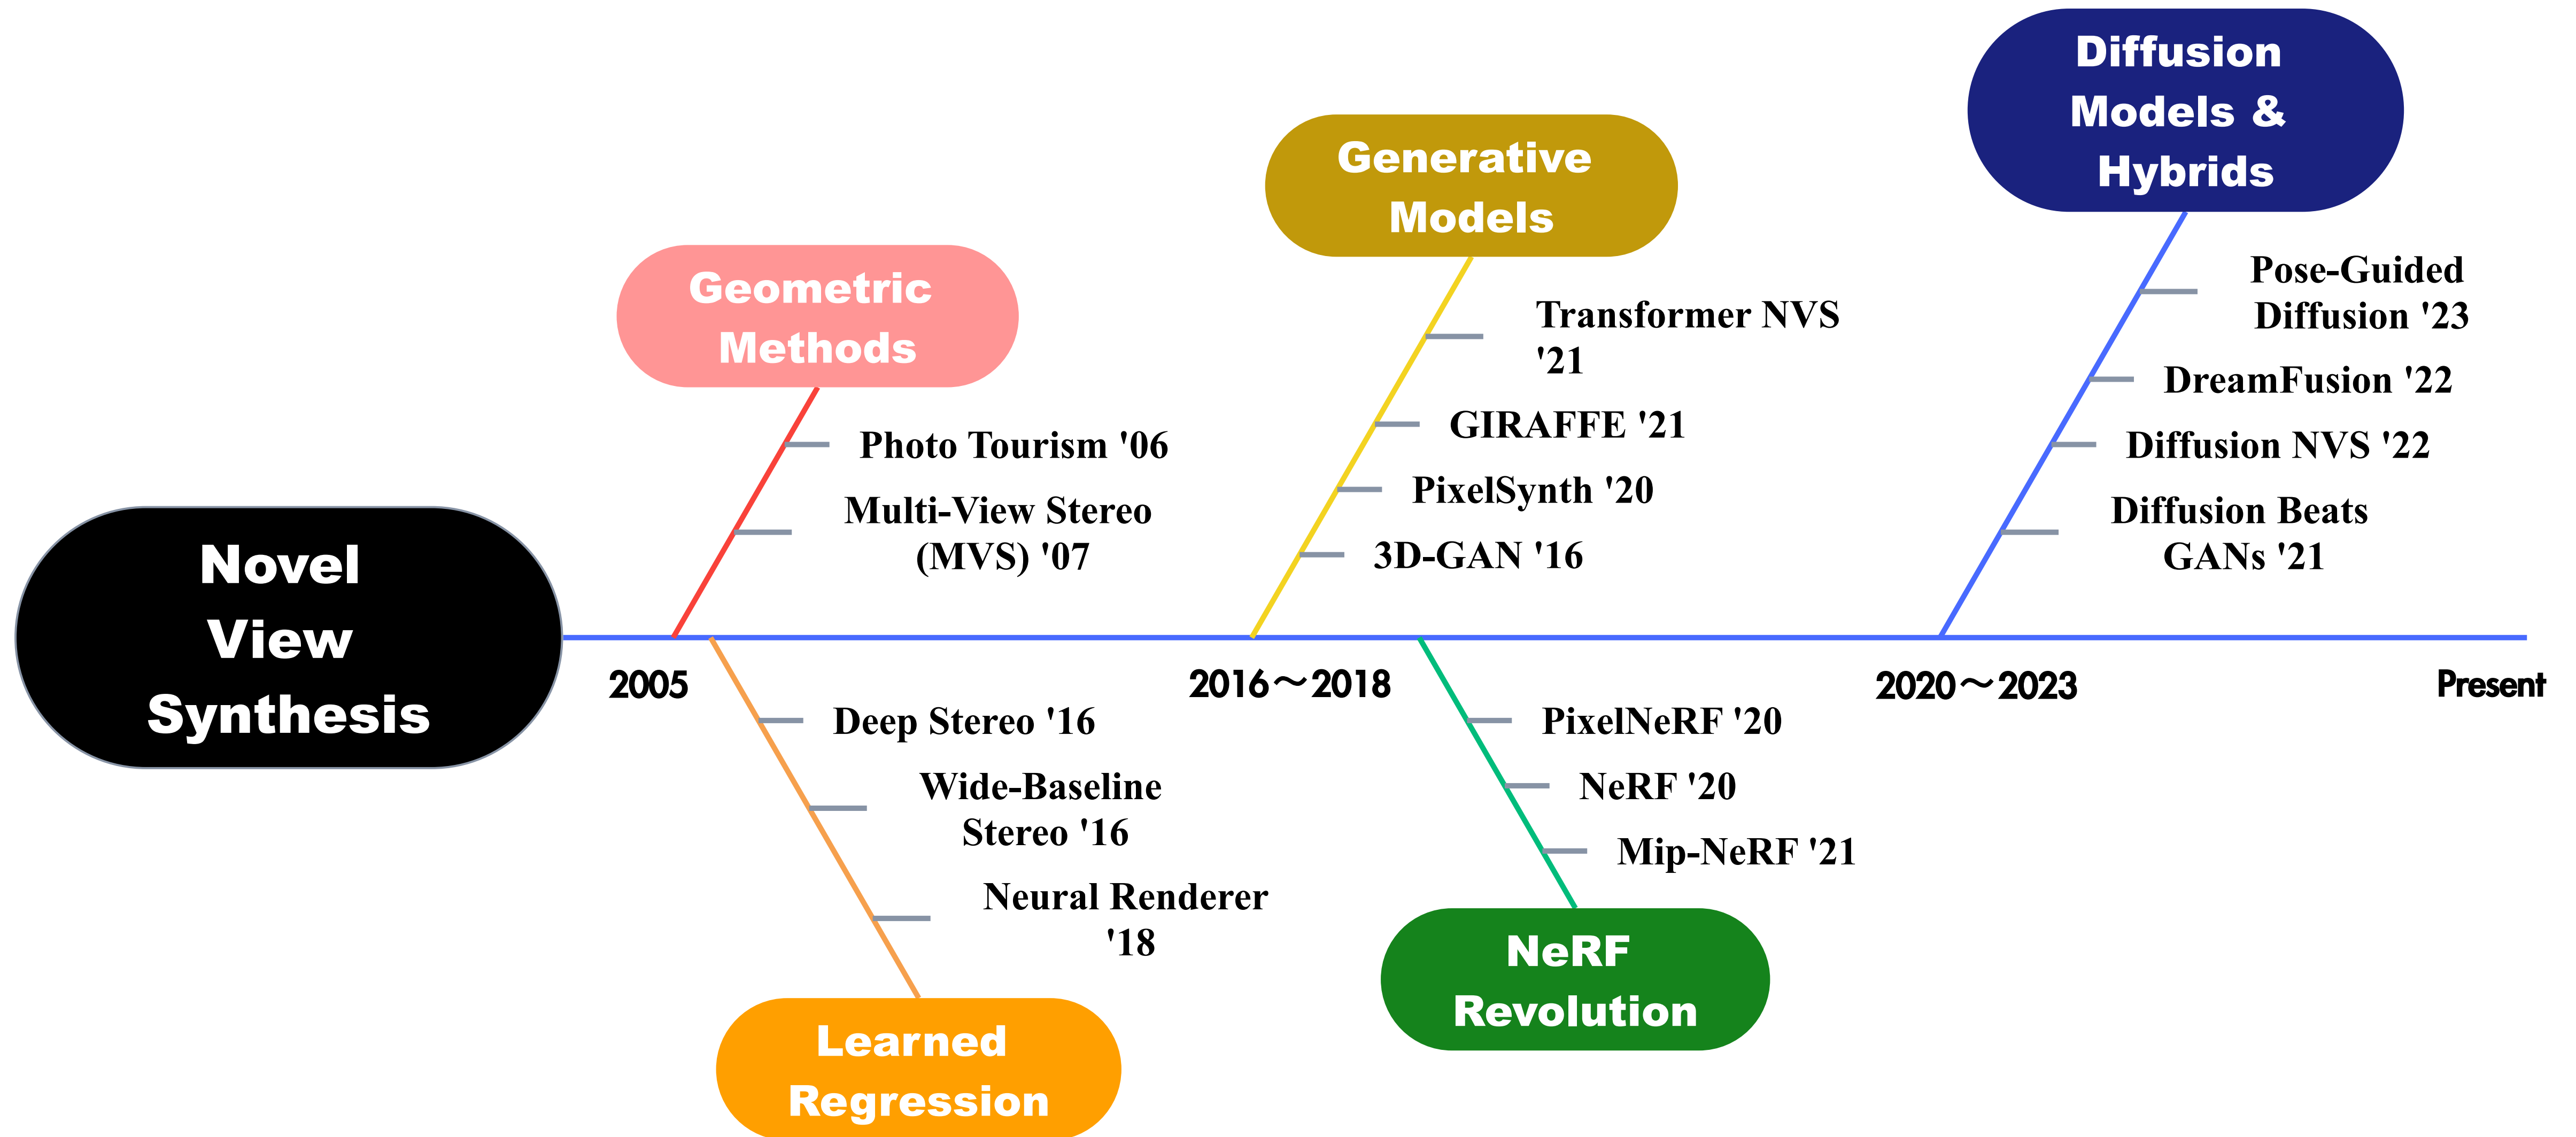 Novel
View
Synthesis
Geometric
Methods
Photo Tourism '06
Multi-View Stereo
(MVS) '07
Generative
Models
Transformer NVS
'21
GIRAFFE '21
PixelSynth '20
3D-GAN '16
Diffusion
Models &
Hybrids
Pose-Guided
Diffusion '23
DreamFusion '22
Diffusion NVS '22
Diffusion Beats
GANs '21
2005
2016～2018
2020～2023
Present
Deep Stereo '16
Wide-Baseline
Stereo '16
Neural Renderer
'18
Learned
Regression
PixelNeRF '20
NeRF '20
Mip-NeRF '21
NeRF
Revolution